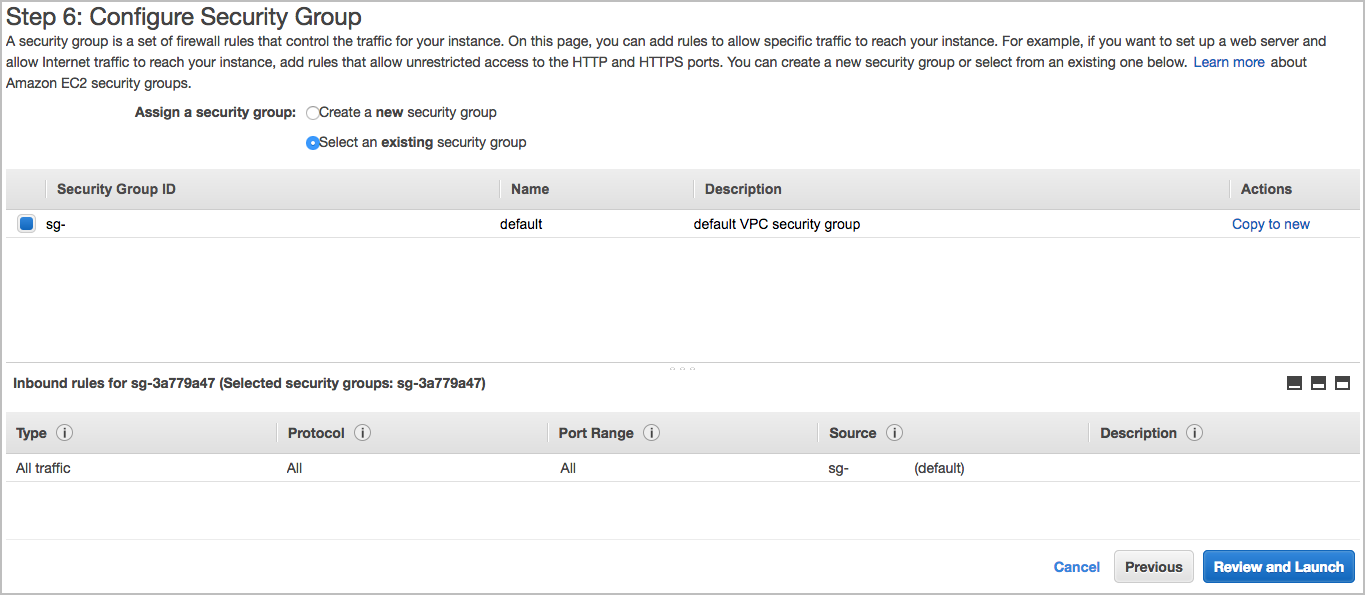 Step 6: Configure Security Group
A security group is a set of firewall rules that control the traffic for your instance. On this page, you can add rules to allow specific traffic to reach your instance. For example, if you want to set up a web server and
allow Internet traffic to reach your instance, add rules that allow unrestricted access to the HTTP and HTTPS ports. You can create a new security group or select from an existing one below. Learn more about
Amazon EC2 security groups.
Assign a security group: Create a new security group
Select an existing security group
Security Group ID Name Description Actions
sg- default default VPC security group Copy to new
Inbound rules for sg-3a779a47 (Selected security groups: sg-3a779a47)
Type i Protocol i Port Range i Source i Description i
All traffic All All sg- (default)
Cancel Previous Review and Launch